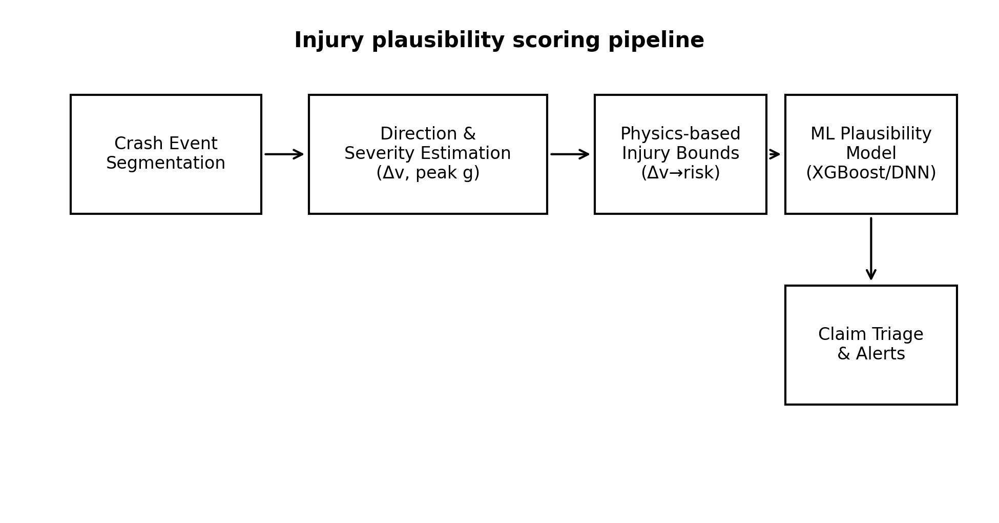 Injury plausibility scoring pipeline
Crash Event
Segmentation
Direction &
Severity Estimation
(Δv, peak g)
Physics-based
Injury Bounds
(Δv→risk)
ML Plausibility
Model
(XGBoost/DNN)
Claim Triage
& Alerts